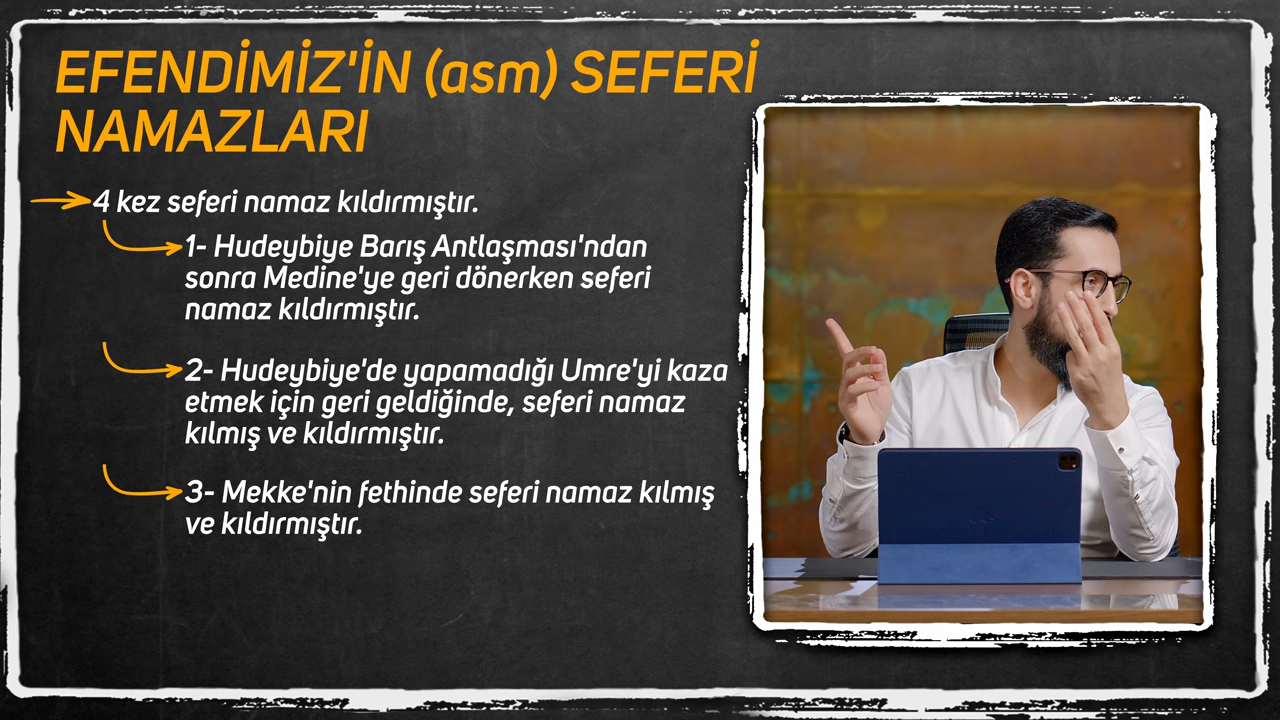 EFENDİMİZ'İN (asm) SEFERİ
NAMAZLARI
4 kez seferi namaz kıldırmıştır.
1- Hudeybiye Barış Antlaşması'ndan
sonra Medine'ye geri dönerken seferi
namaz kıldırmıştır.
2- Hudeybiye'de yapamadığı Umre'yi kaza
etmek için geri geldiğinde, seferi namaz
kılmış ve kıldırmıştır.
3- Mekke'nin fethinde seferi namaz kılmış
ve kıldırmıştır.